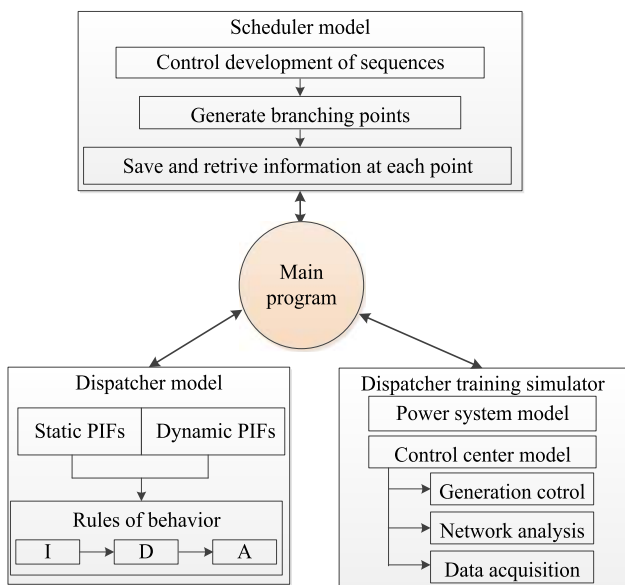 Scheduler model
Control development of sequences
Generate branching points
Save and retrive information at each point
Main
program
Dispatcher model
Static PIFs
Dynamic PIFs
Rules of behavior
I
D
A
Dispatcher training simulator
Power system model
Control center model
Generation cotrol
Network analysis
Data acquisition